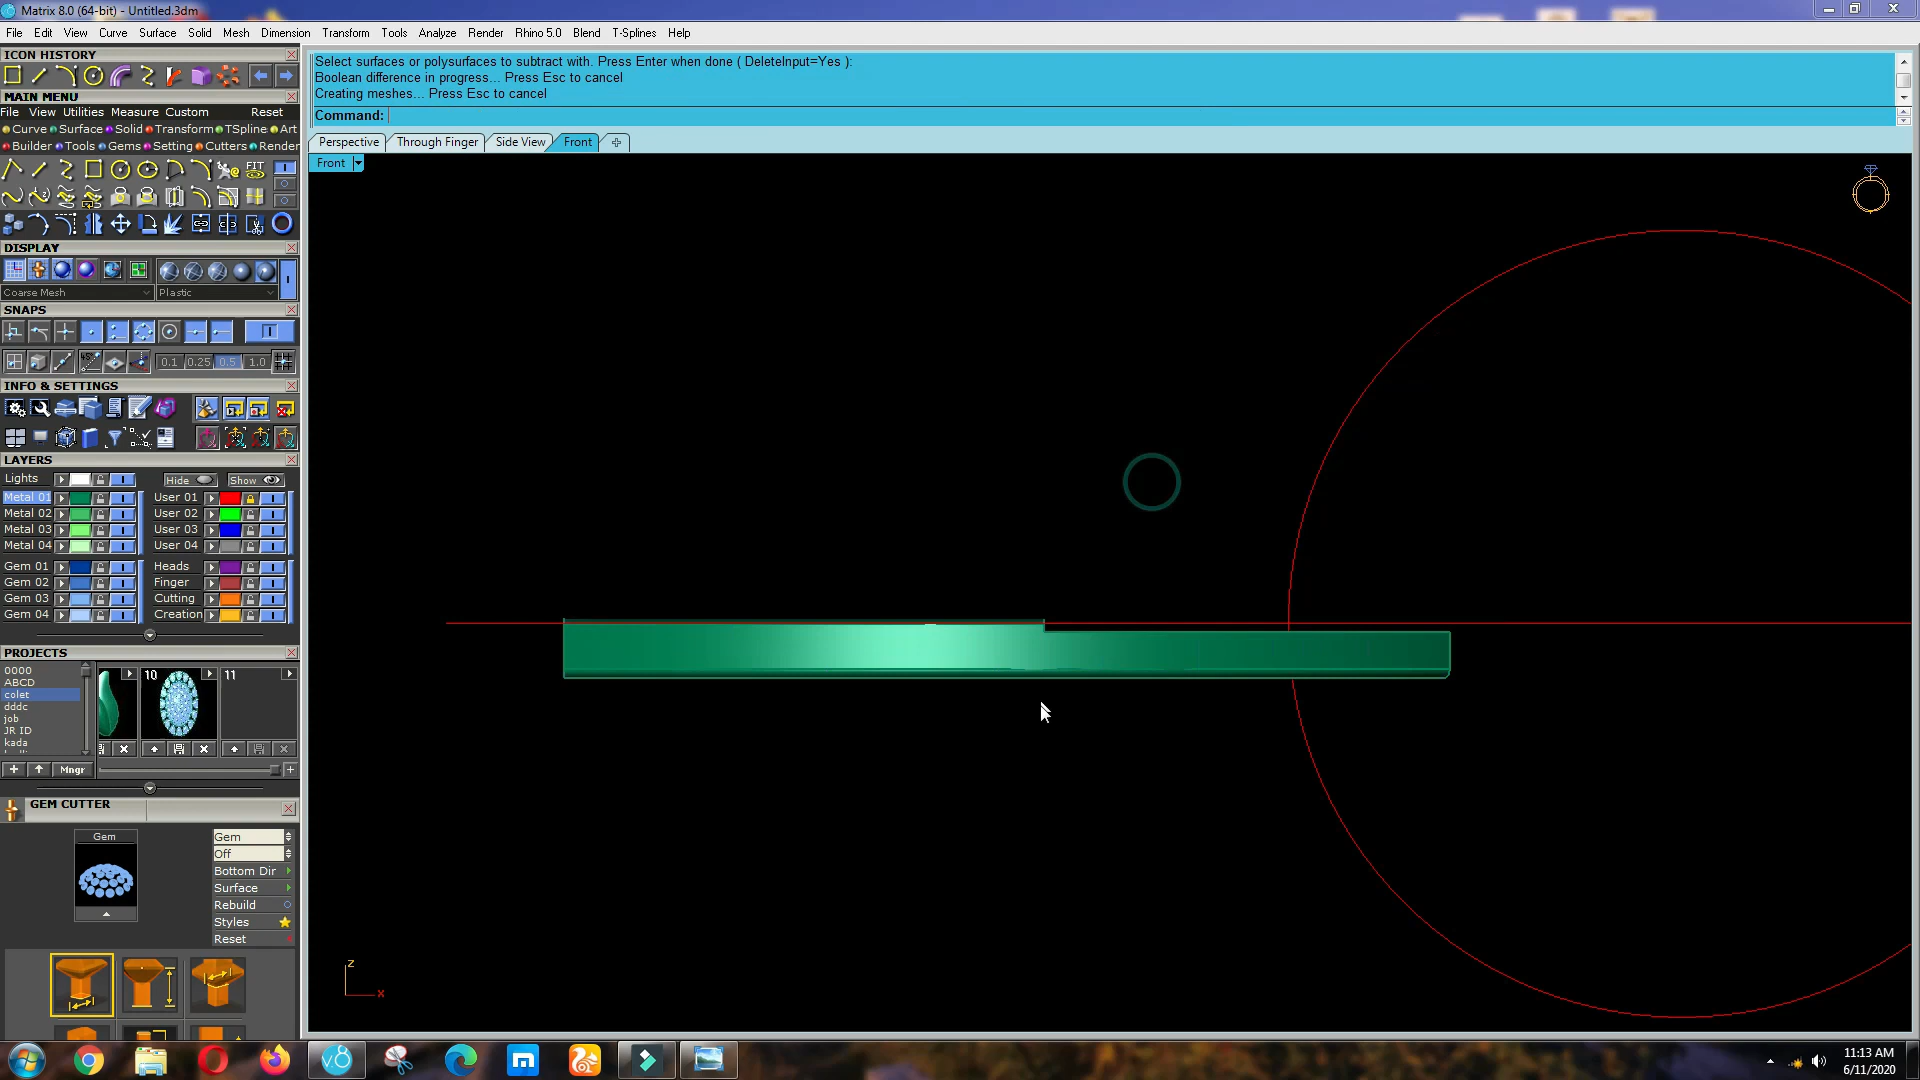 Matrix 8.0 (64-bit) - Untitled.3dm
File Edit View Curve Surface Solid Mesh Dimension Transform Tools Analyze Render Rhino 5.0 Blend T-Splines Help
ICON HISTORY
MAIN MENU
File View Utilities Measure Custom Reset
Curve Surface Solid Transform TSpline Art
Builder Tools Gems Setting Cutters Render
FIT
DISPLAY
Coarse Mesh Plastic
SNAPS
0.1 0.25 0.5 1.0
INFO & SETTINGS
LAYERS
Lights Hide Show
Metal 01 User 01
Metal 02 User 02
Metal 03 User 03
Metal 04 User 04
Gem 01 Heads
Gem 02 Finger
Gem 03 Cutting
Gem 04 Creation
PROJECTS
0000
ABCD
colet
dddc
job
JR ID
kada
10 11
Mngr
GEM CUTTER
Gem
Gem
Off
Bottom Dir
Surface
Rebuild
Styles
Reset
Select surfaces or polysurfaces to subtract with. Press Enter when done ( DeleteInput=Yes ):
Boolean difference in progress... Press Esc to cancel
Creating meshes... Press Esc to cancel
Command:
Perspective Through Finger Side View Front
Front
z
x
v8
11:13 AM
6/11/2020